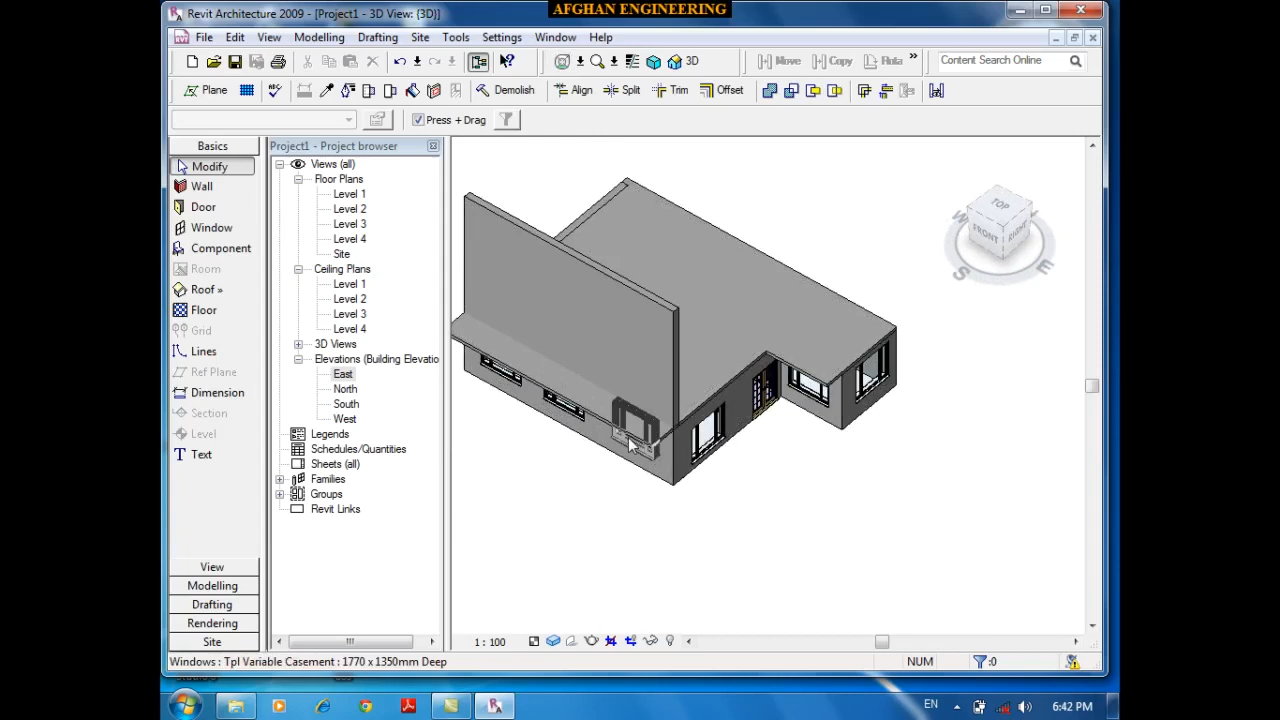 AFGHAN ENGINEERING
Revit Architecture 2009 - [Project1 - 3D View: {3D}]
File Edit View Modelling Drafting Site Tools Settings Window Help
3D Move Copy Rota Content Search Online
Plane Demolish Align Split Trim Offset
Press + Drag
Basics
Modify
Wall
Door
Window
Component
Room
Roof »
Floor
Grid
Lines
Ref Plane
Dimension
Section
Level
Text
View
Modelling
Drafting
Rendering
Site
Project1 - Project browser
Views (all)
Floor Plans
Level 1
Level 2
Level 3
Level 4
Site
Ceiling Plans
Level 1
Level 2
Level 3
Level 4
3D Views
Elevations (Building Elevatio
East
North
South
West
Legends
Schedules/Quantities
Sheets (all)
Families
Groups
Revit Links
TOP
FRONT
RIGHT
W
S
E
1 : 100
Windows : Tpl Variable Casement : 1770 x 1350mm Deep
NUM
:0
EN
6:42 PM